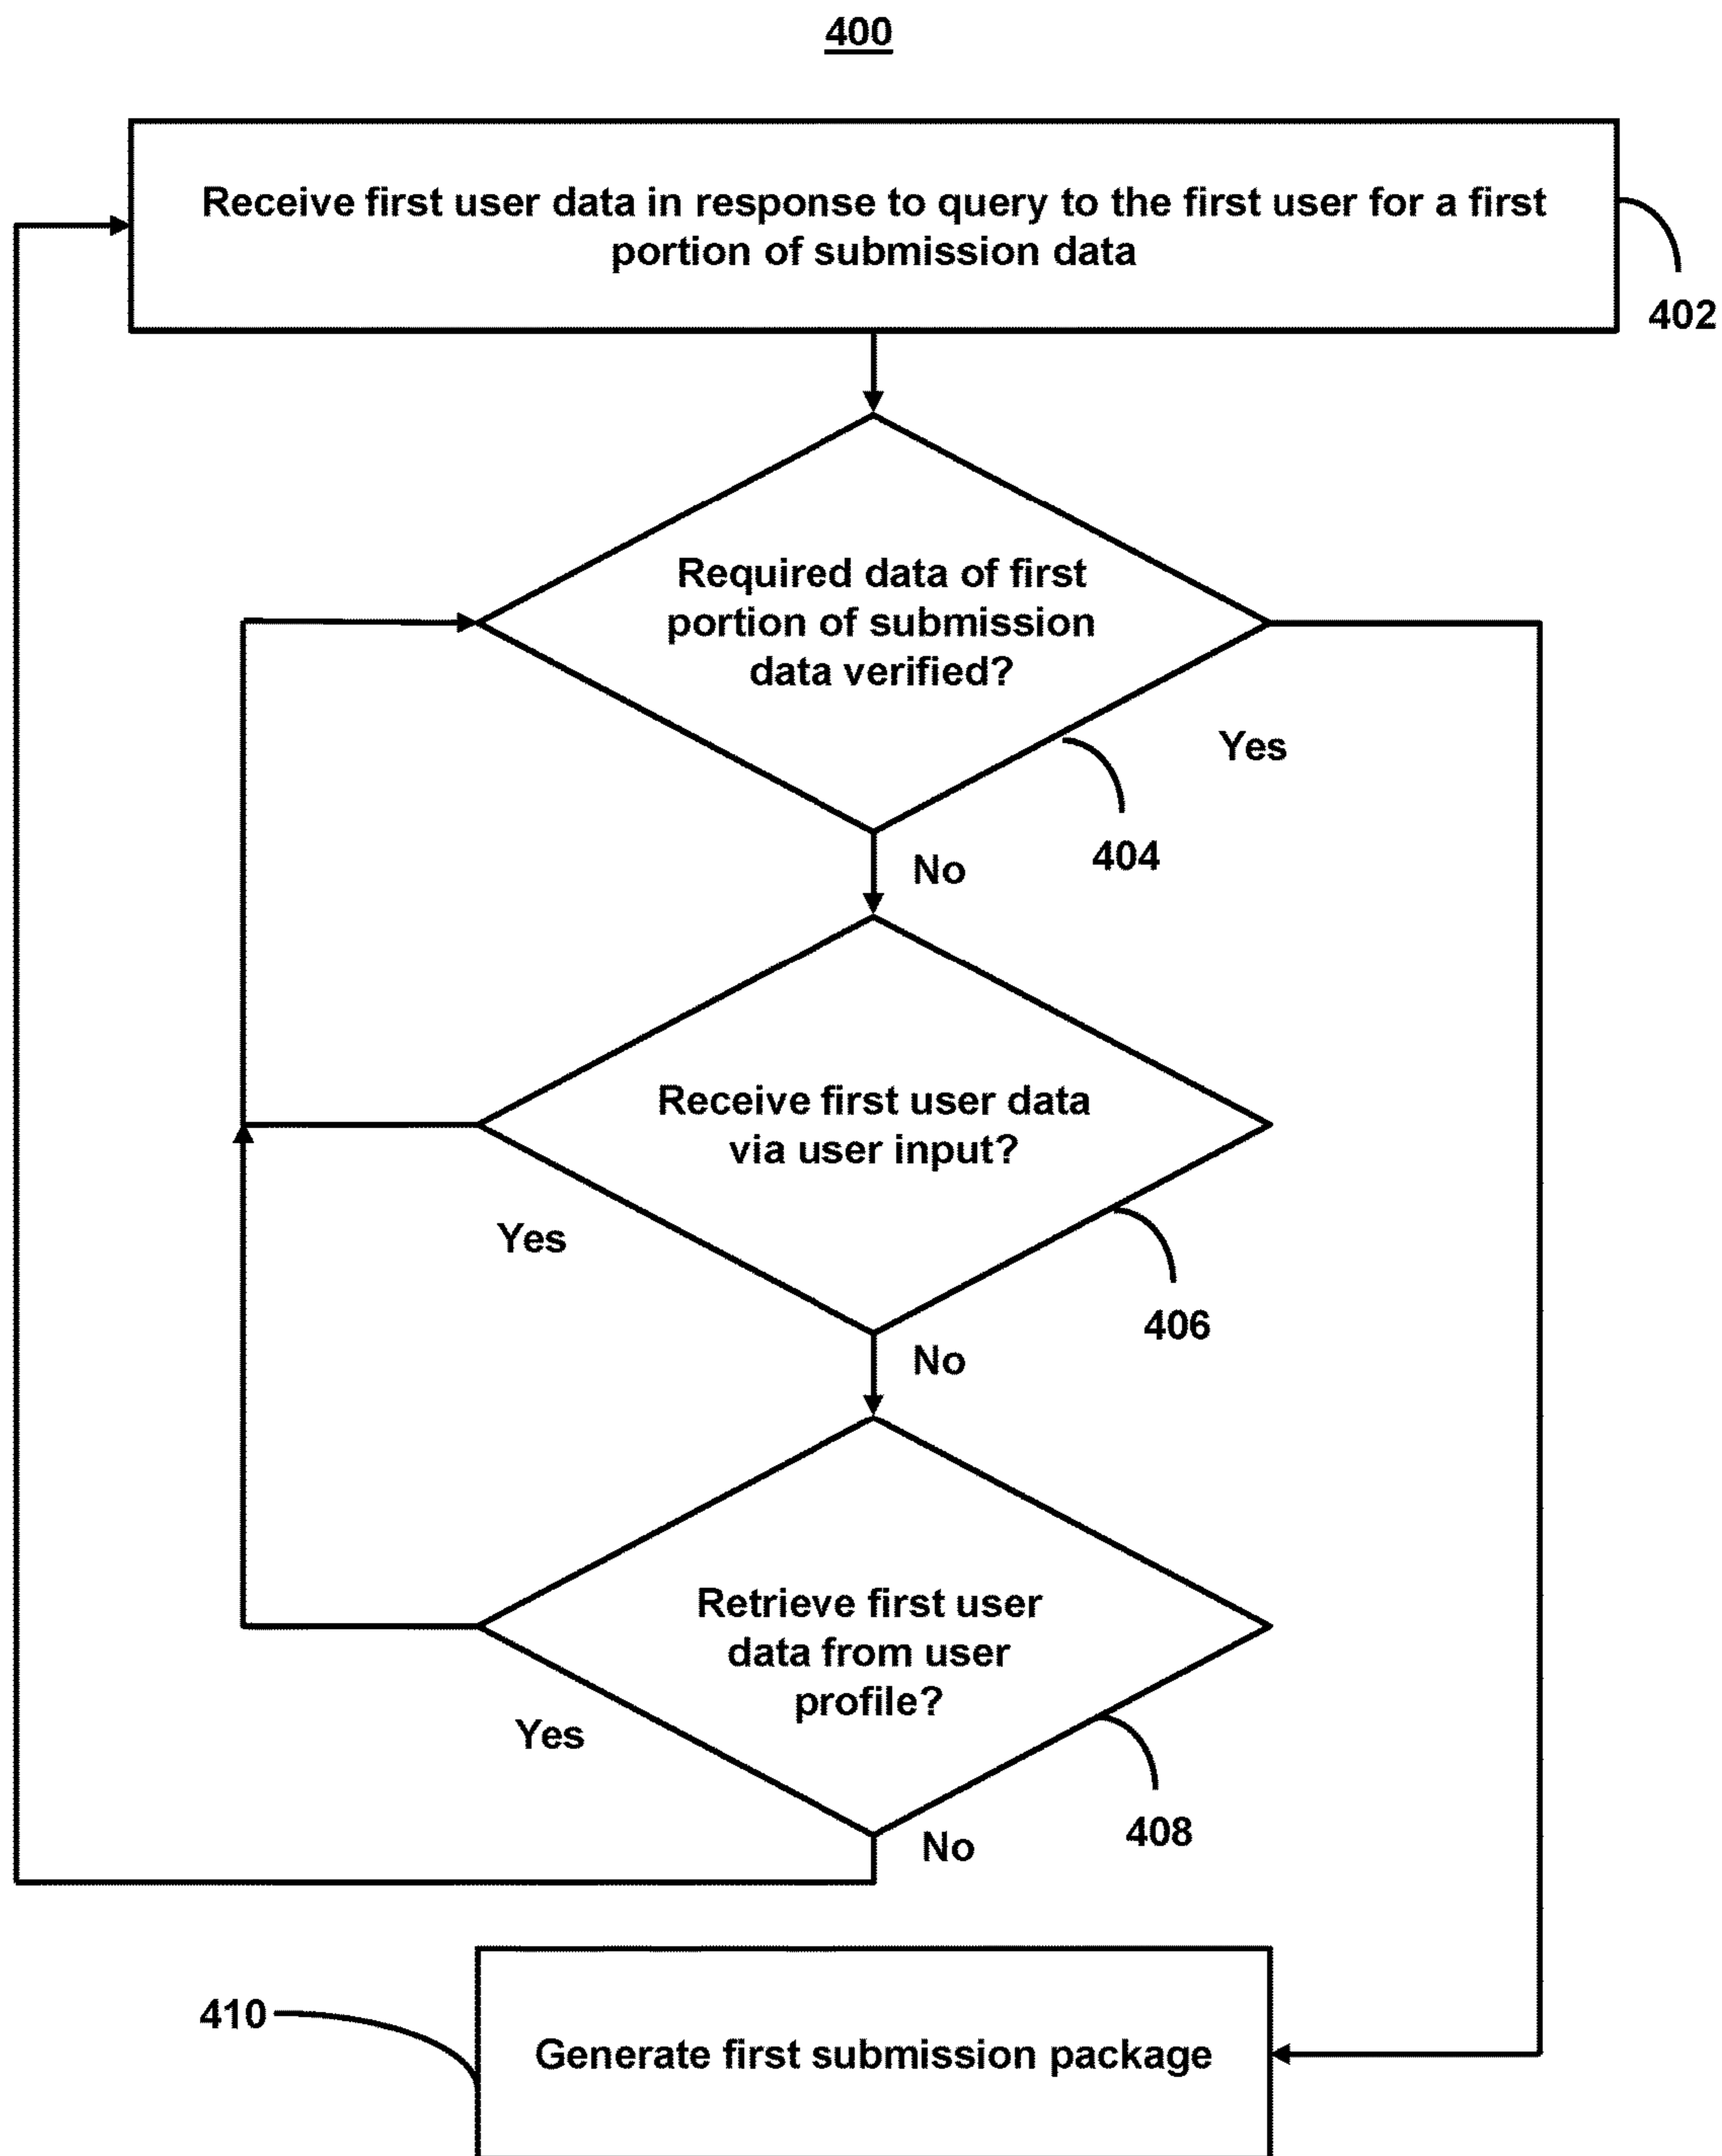 400
Receive first user data in response to query to the first user for a first
portion of submission data
402
Required data of first
portion of submission
data verified?
Yes
404
No
Receive first user data
via user input?
Yes
406
No
Retrieve first user
data from user
profile?
Yes
408
No
410
Generate first submission package